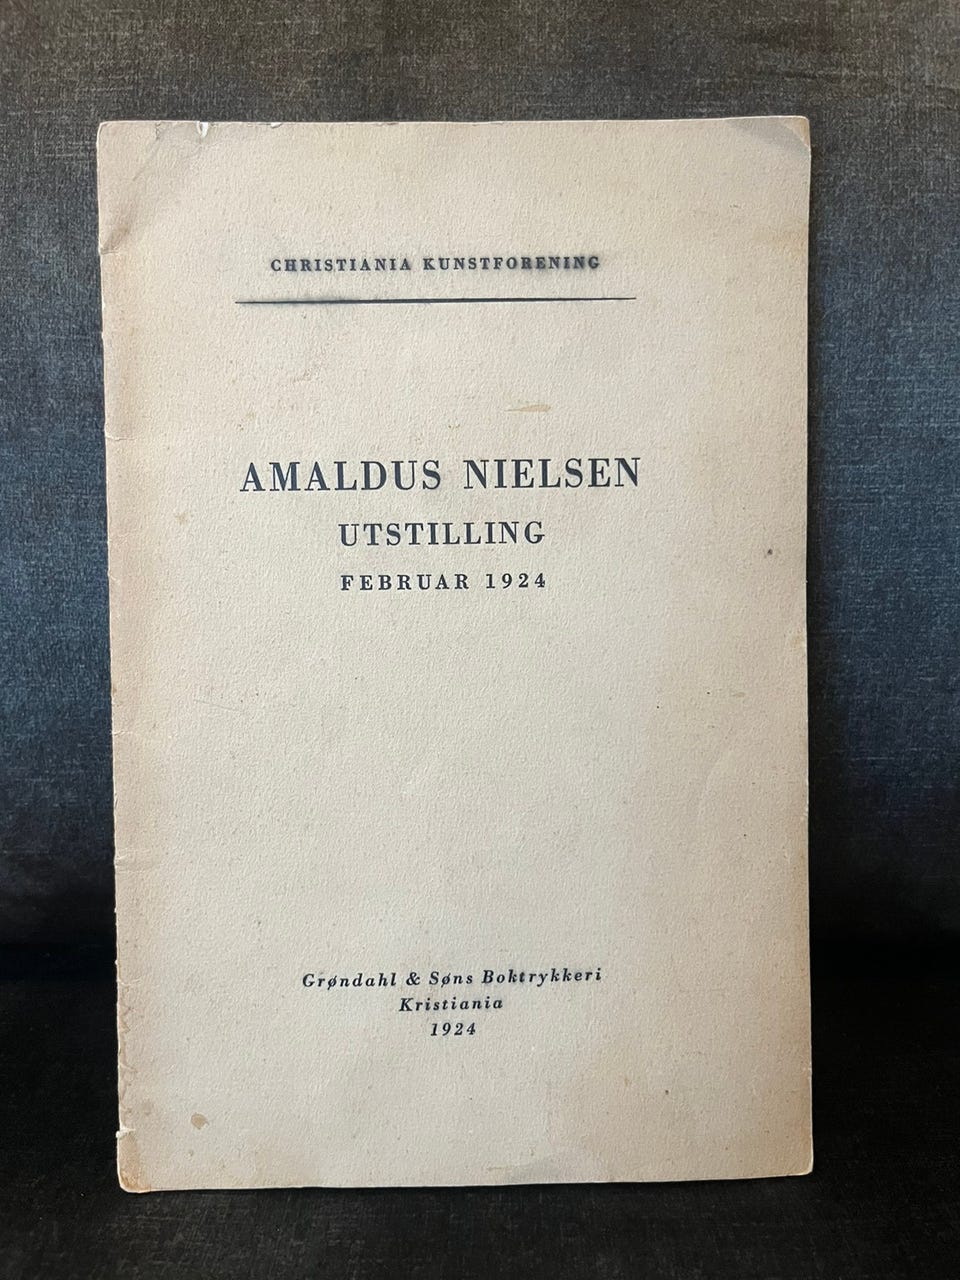 CHRISTIANIA KUNSTFORENING
AMALDUS NIELSEN
UTSTILLING
FEBRUAR 1924
Grøndahl & Søns Boktrykkeri
Kristiania
1924